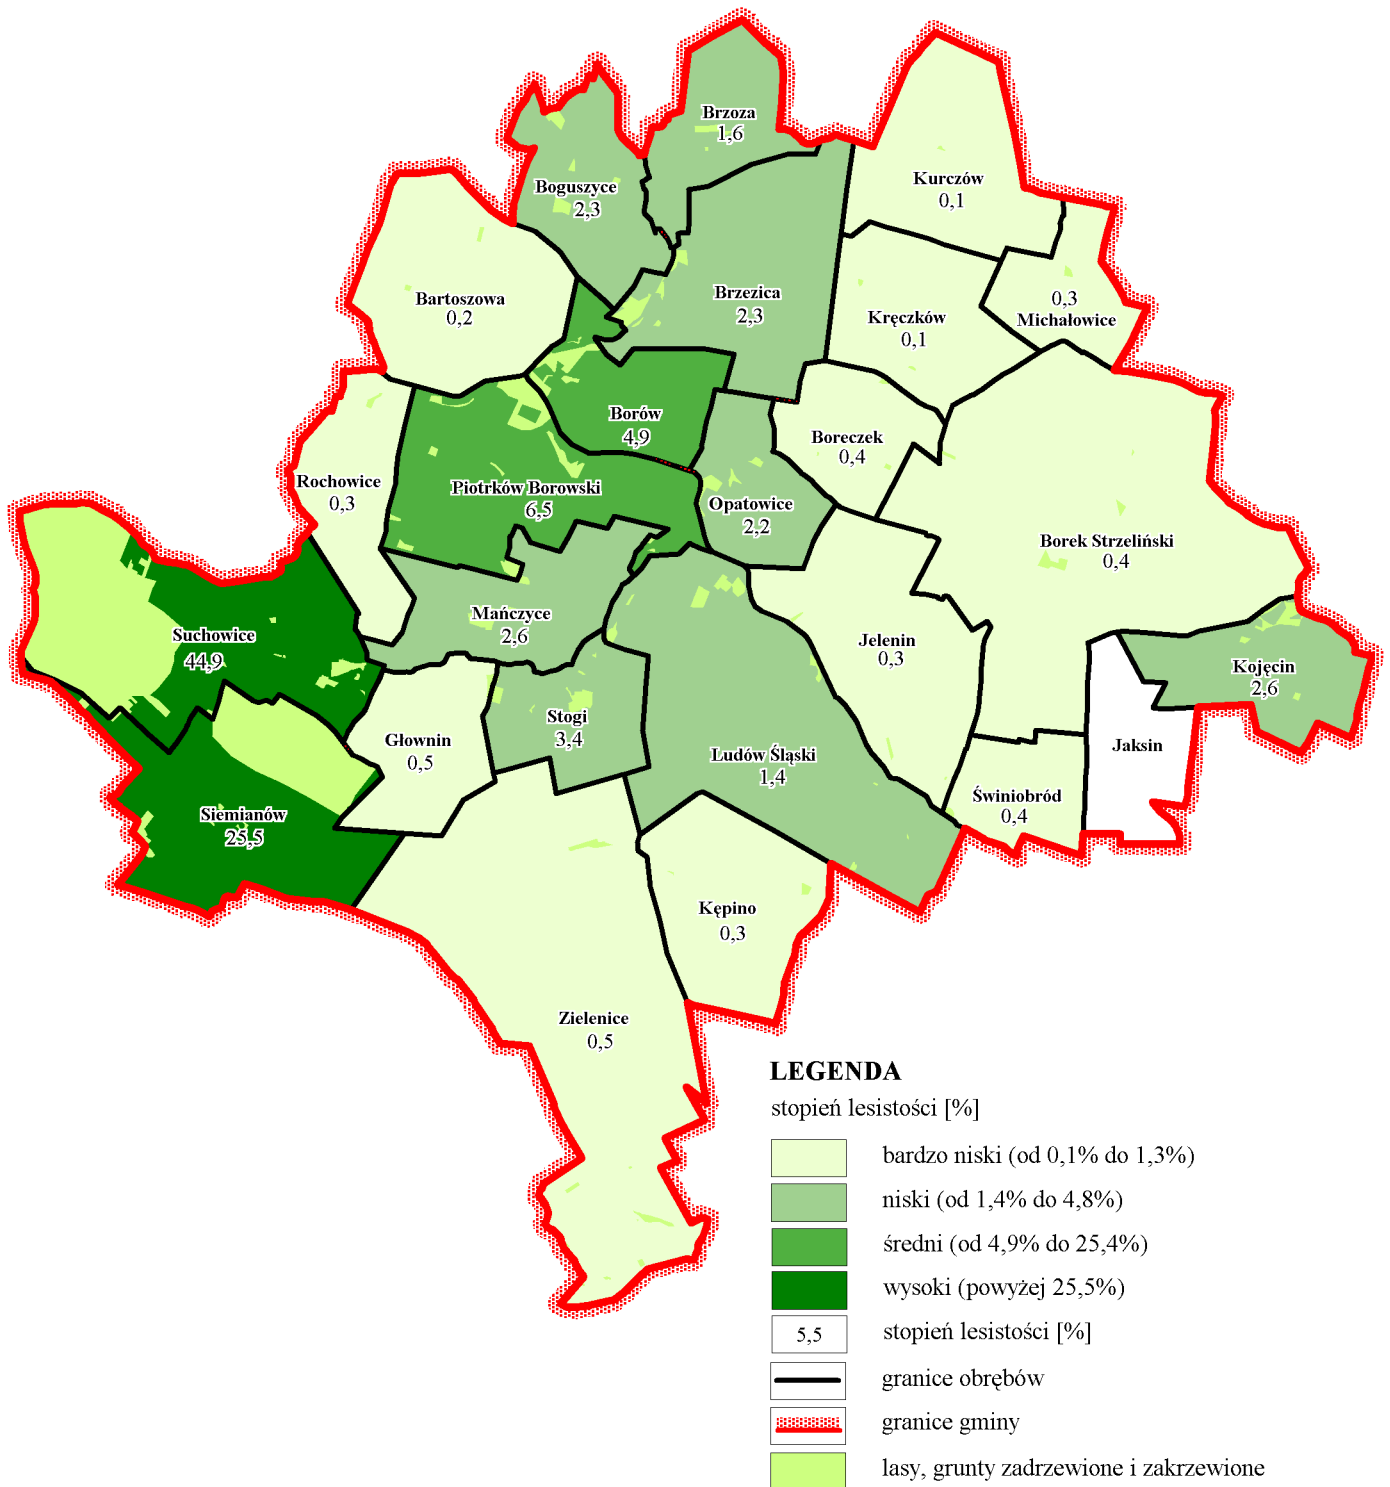 Brzoza
1,6
Kurczów
0,1
Boguszyce
2,3
Bartoszowa
0,2
Brzezica
2,3
Kręczków
0,1
0,3
Michałowice
Borów
4,9
Boreczek
0,4
Rochowice
0,3
Piotrków Borowski
6,5
Opatowice
2,2
Borek Strzeliński
0,4
Suchowice
44,9
Mańczyce
2,6
Jelenin
0,3
Kojęcin
2,6
Stogi
3,4
Głownin
0,5
Ludów Śląski
1,4
Jaksin
Siemianów
25,5
Świniobród
0,4
Kępino
0,3
Zielenice
0,5
LEGENDA
stopień lesistości [%]
bardzo niski (od 0,1% do 1,3%)
niski (od 1,4% do 4,8%)
średni (od 4,9% do 25,4%)
wysoki (powyżej 25,5%)
5,5 stopień lesistości [%]
granice obrębów
granice gminy
lasy, grunty zadrzewione i zakrzewione